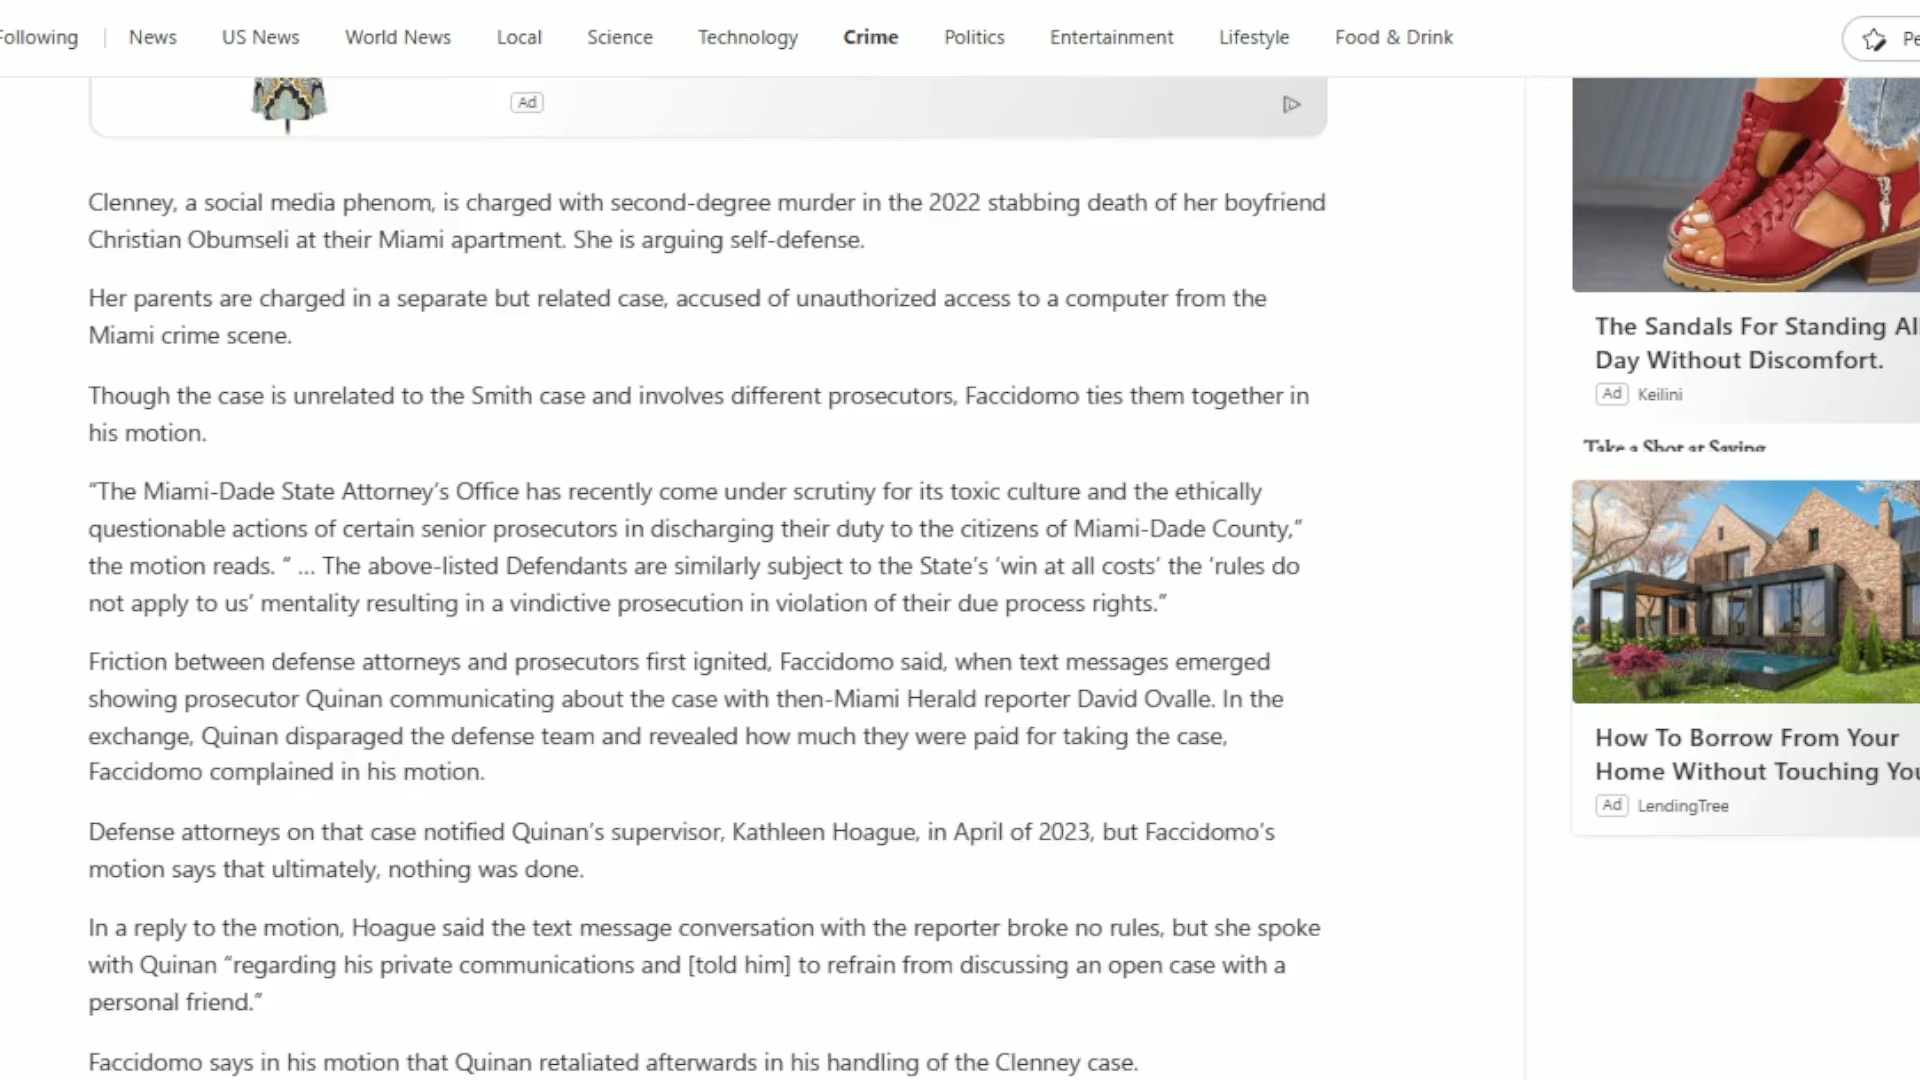 Following | News US News World News Local Science Technology Crime Politics Entertainment Lifestyle Food & Drink
Ad
Clenney, a social media phenom, is charged with second-degree murder in the 2022 stabbing death of her boyfriend
Christian Obumseli at their Miami apartment. She is arguing self-defense.
Her parents are charged in a separate but related case, accused of unauthorized access to a computer from the
Miami crime scene.
Though the case is unrelated to the Smith case and involves different prosecutors, Faccidomo ties them together in
his motion.
“The Miami-Dade State Attorney’s Office has recently come under scrutiny for its toxic culture and the ethically
questionable actions of certain senior prosecutors in discharging their duty to the citizens of Miami-Dade County,”
the motion reads. “ ... The above-listed Defendants are similarly subject to the State’s ‘win at all costs’ the ‘rules do
not apply to us’ mentality resulting in a vindictive prosecution in violation of their due process rights.”
Friction between defense attorneys and prosecutors first ignited, Faccidomo said, when text messages emerged
showing prosecutor Quinan communicating about the case with then-Miami Herald reporter David Ovalle. In the
exchange, Quinan disparaged the defense team and revealed how much they were paid for taking the case,
Faccidomo complained in his motion.
Defense attorneys on that case notified Quinan’s supervisor, Kathleen Hoague, in April of 2023, but Faccidomo’s
motion says that ultimately, nothing was done.
In a reply to the motion, Hoague said the text message conversation with the reporter broke no rules, but she spoke
with Quinan “regarding his private communications and [told him] to refrain from discussing an open case with a
personal friend.”
Faccidomo says in his motion that Quinan retaliated afterwards in his handling of the Clenney case.
The Sandals For Standing All
Day Without Discomfort.
Ad Keilini
Take a Shot at Saving
How To Borrow From Your
Home Without Touching You
Ad LendingTree